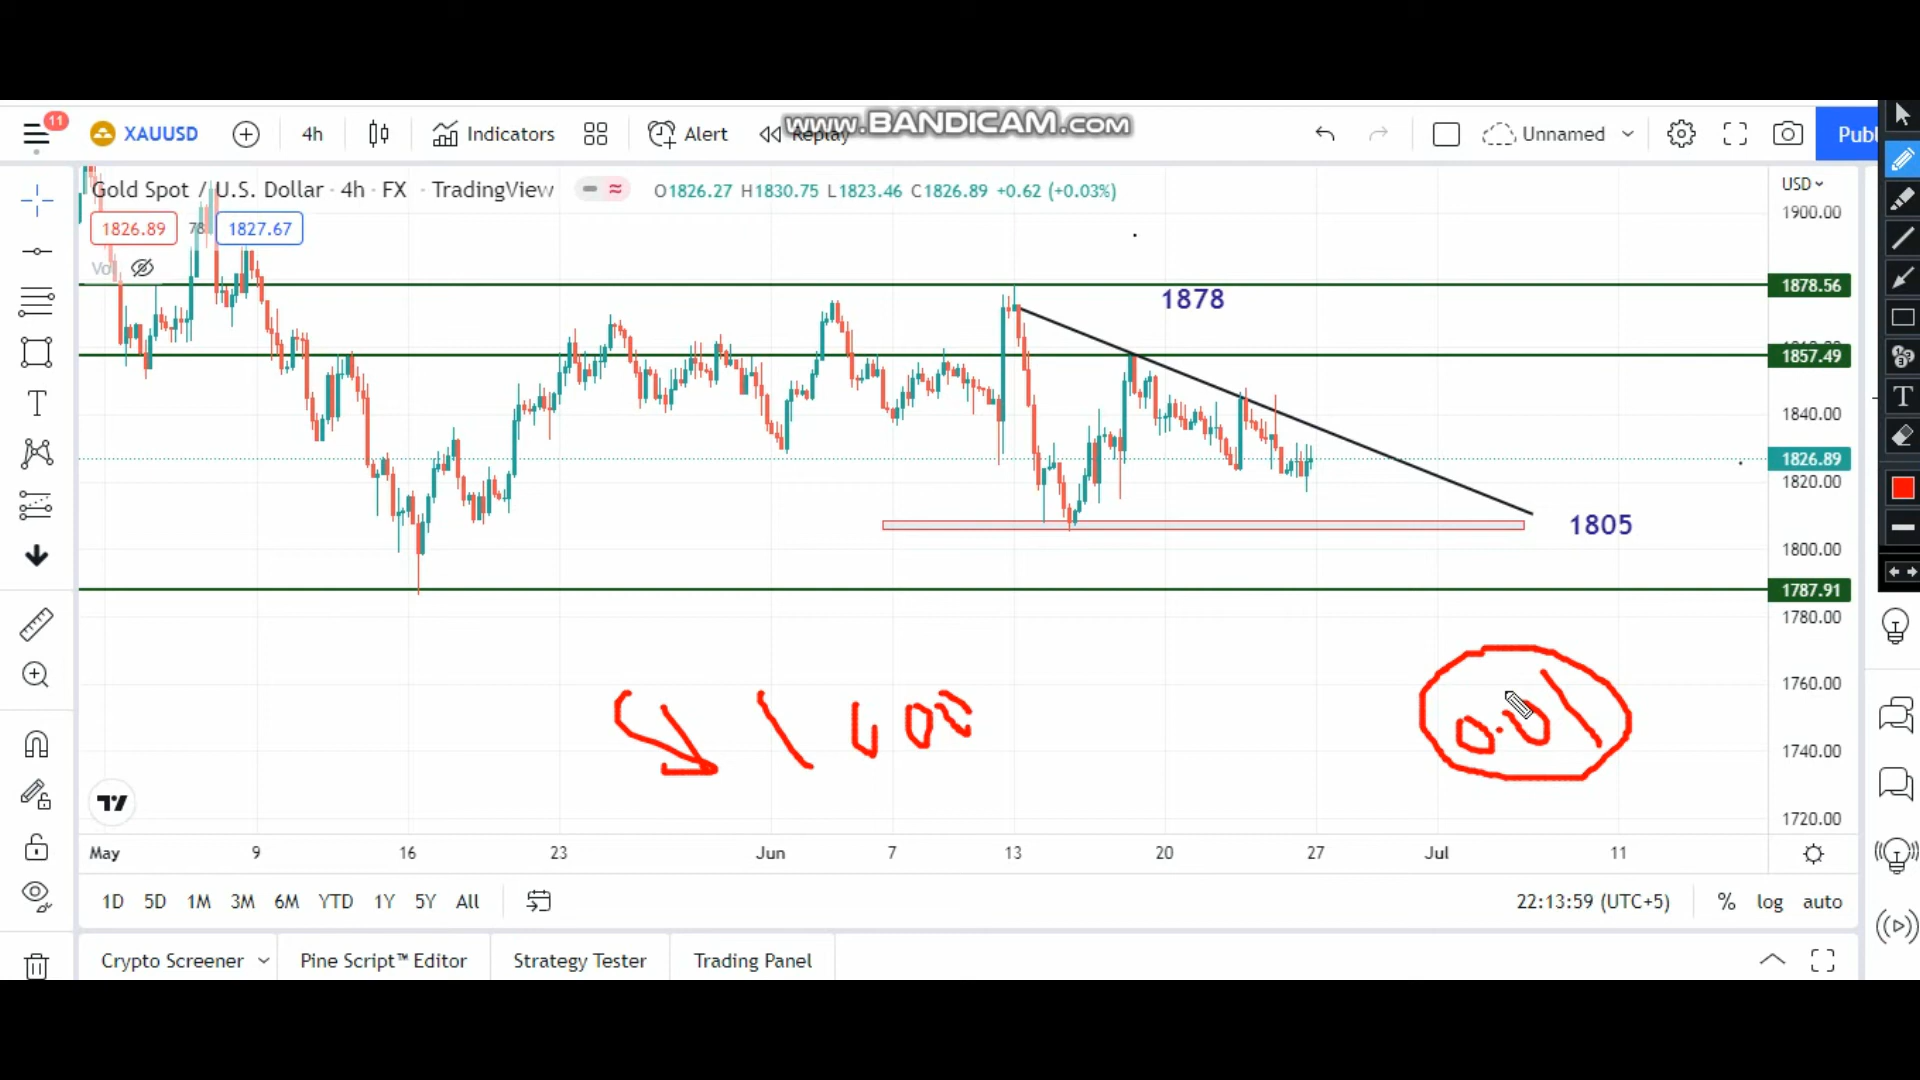 www.BANDICAM.com
11
XAUUSD 4h Indicators Alert Replay Unnamed Publ
Gold Spot / U.S. Dollar · 4h · FX · TradingView O1826.27 H1830.75 L1823.46 C1826.89 +0.62 (+0.03%)
USD
1826.89 78 1827.67
Vol
1900.00
1878.56
1878
1857.49
1840.00
1826.89
1820.00
1805
1800.00
1787.91
1780.00
1760.00
0.01
1740.00
1720.00
May 9 16 23 Jun 7 13 20 27 Jul 11
1D 5D 1M 3M 6M YTD 1Y 5Y All 22:13:59 (UTC+5) % log auto
Crypto Screener Pine Script™ Editor Strategy Tester Trading Panel